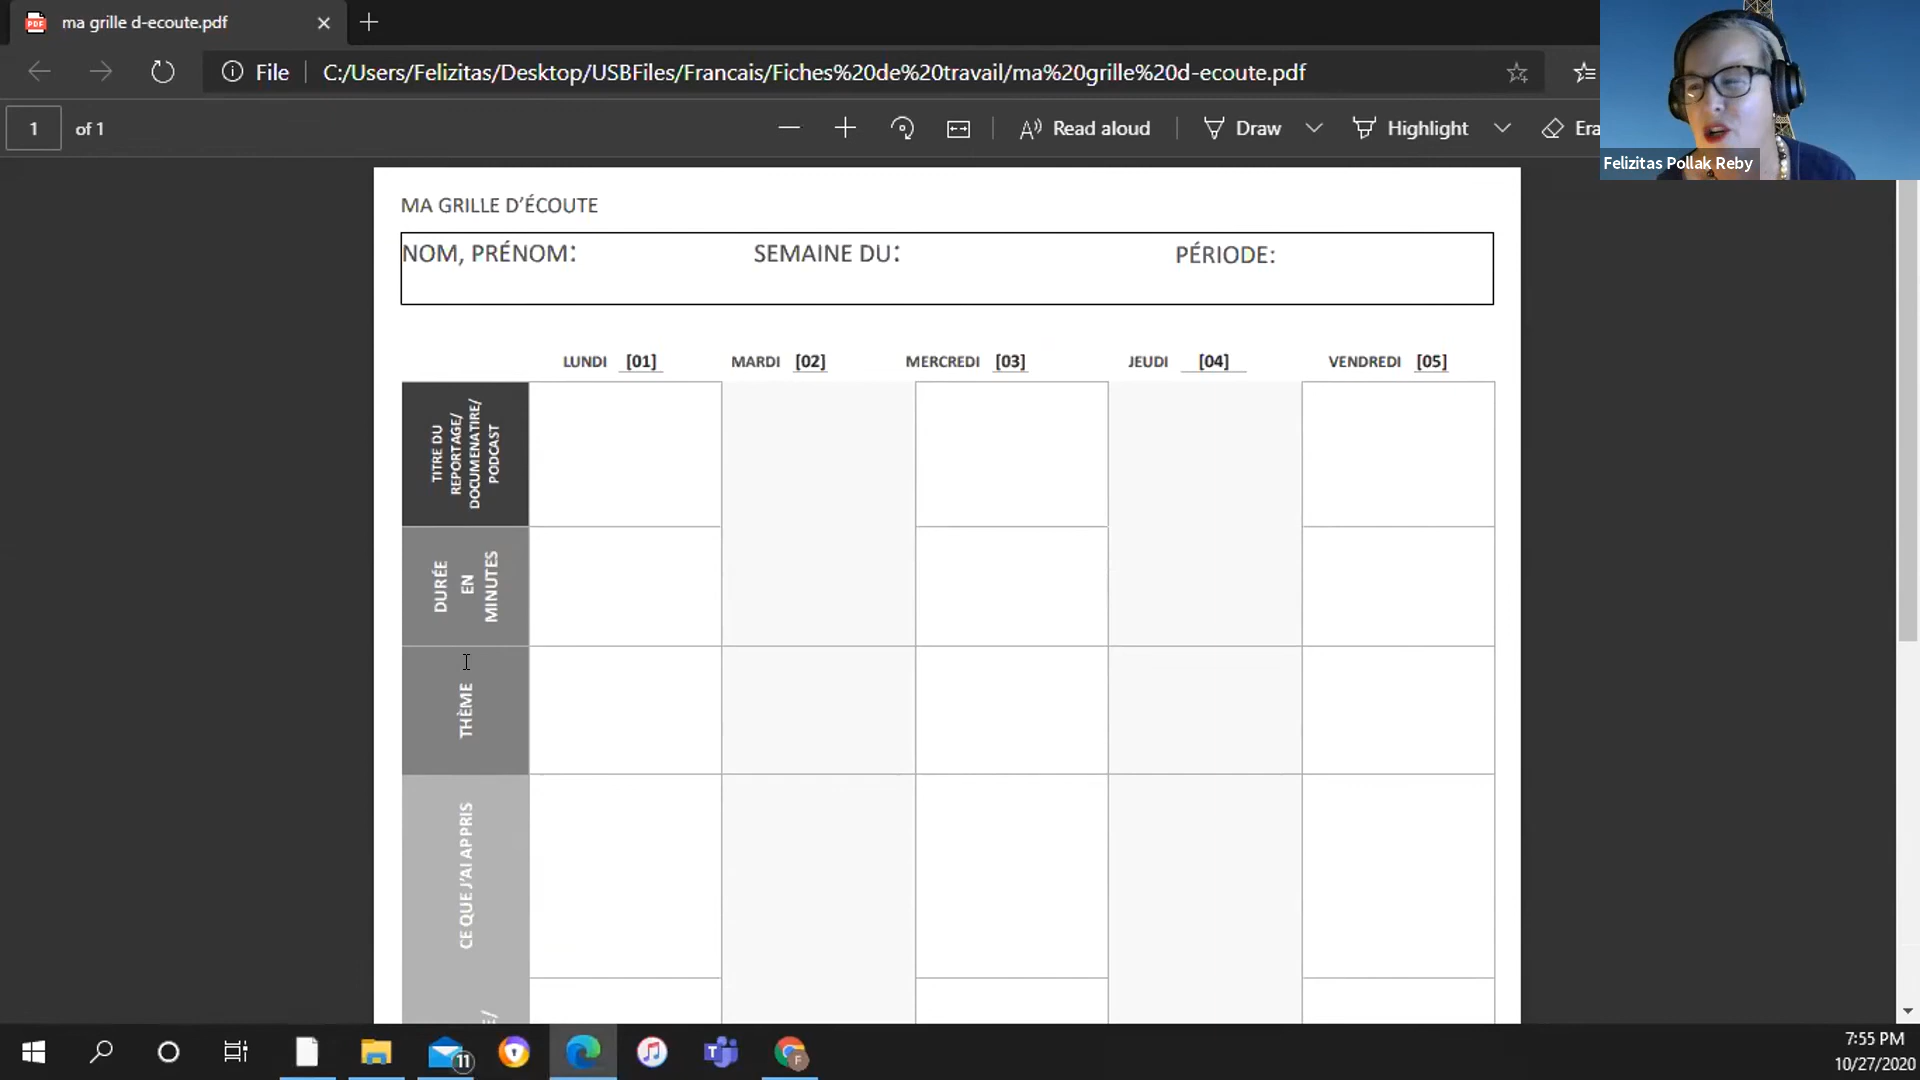 ma grille d-ecoute.pdf
File C:/Users/Felizitas/Desktop/USBFiles/Francais/Fiches%20de%20travail/ma%20grille%20d-ecoute.pdf
1 of 1 Read aloud Draw Highlight
Felizitas Pollak Reby
MA GRILLE D'ÉCOUTE
NOM, PRÉNOM: SEMAINE DU: PÉRIODE:
LUNDI [01] MARDI [02] MERCREDI [03] JEUDI [04] VENDREDI [05]
TITRE DU
REPORTAGE/
DOCUMENATIRE/
PODCAST
DURÉE
EN
MINUTES
THÈME
CE QUE J'AI APPRIS
11
7:55 PM
10/27/2020